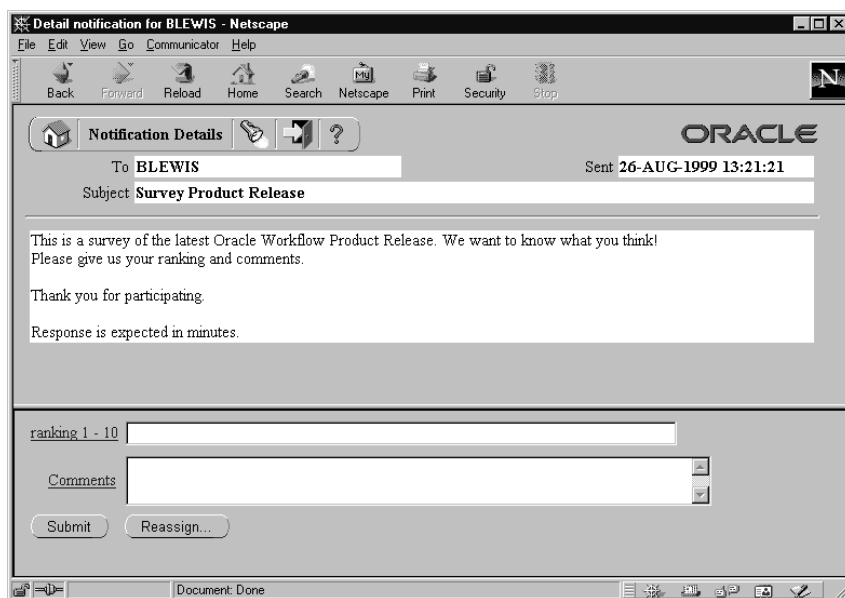 Detail notification for BLEWIS - Netscape
File Edit View Go Communicator Help
Back Forward Reload Home Search Netscape Print Security Stop
My
N
Notification Details ?
ORACLE
To BLEWIS Sent 26-AUG-1999 13:21:21
Subject Survey Product Release
This is a survey of the latest Oracle Workflow Product Release. We want to know what you think!
Please give us your ranking and comments.
Thank you for participating.
Response is expected in minutes.
ranking 1 - 10
Comments
Submit Reassign...
Document: Done